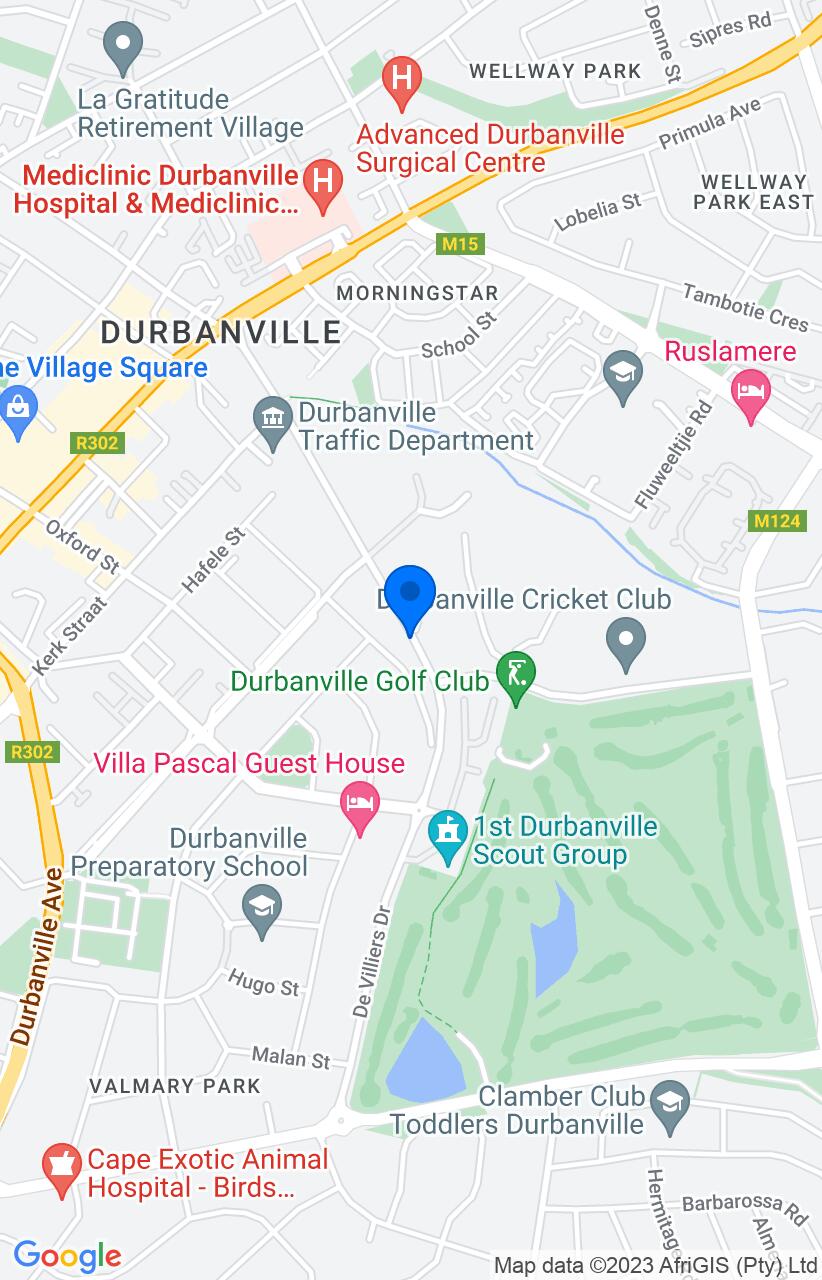 Denne St
Sipres Rd
La Gratitude
Retirement Village
WELLWAY PARK
H
Advanced Durbanville
Surgical Centre
Primula Ave
Mediclinic Durbanville
Hospital & Mediclinic...
H
WELLWAY
PARK EAST
Lobelia St
M15
MORNINGSTAR
Tambotie Cres
DURBANVILLE
School St
Ruslamere
ne Village Square
Durbanville
Traffic Department
R302
Fluweeltjie Rd
M124
Oxford St
Hafele St
Kerk Straat
D banville Cricket Club
Durbanville Golf Club
R302
Villa Pascal Guest House
1st Durbanville
Scout Group
Durbanville
Preparatory School
Durbanville Ave
De Villiers Dr
Hugo St
Malan St
VALMARY PARK
Clamber Club
Toddlers Durbanville
Cape Exotic Animal
Hospital - Birds...
Hermitage
Barbarossa Rd
Alme
Google
Map data ©2023 AfriGIS (Pty) Ltd